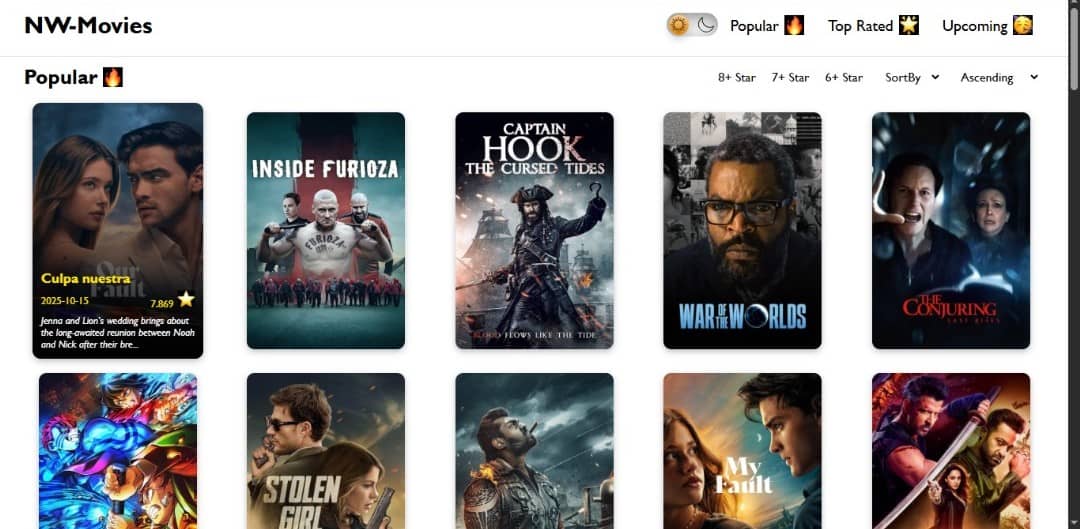 NW-Movies
Popular 🔥
Top Rated 🌟
Upcoming 🥳
Popular 🔥
8+ Star
7+ Star
6+ Star
SortBy
Ascending
Our
Fault
Culpa nuestra
2025-10-15
7.869
Jenna and Lion's wedding brings about
the long-awaited reunion between Noah
and Nick after their bre...
INSIDE FURIOZA
FURIOZA
CAPTAIN
HOOK
THE CURSED TIDES
BLOOD FLOWS LIKE THE TIDE
WAR OF THE WORLDS
THE
CONJURING
LAST RITES
STOLEN
GIRL
My
Fault